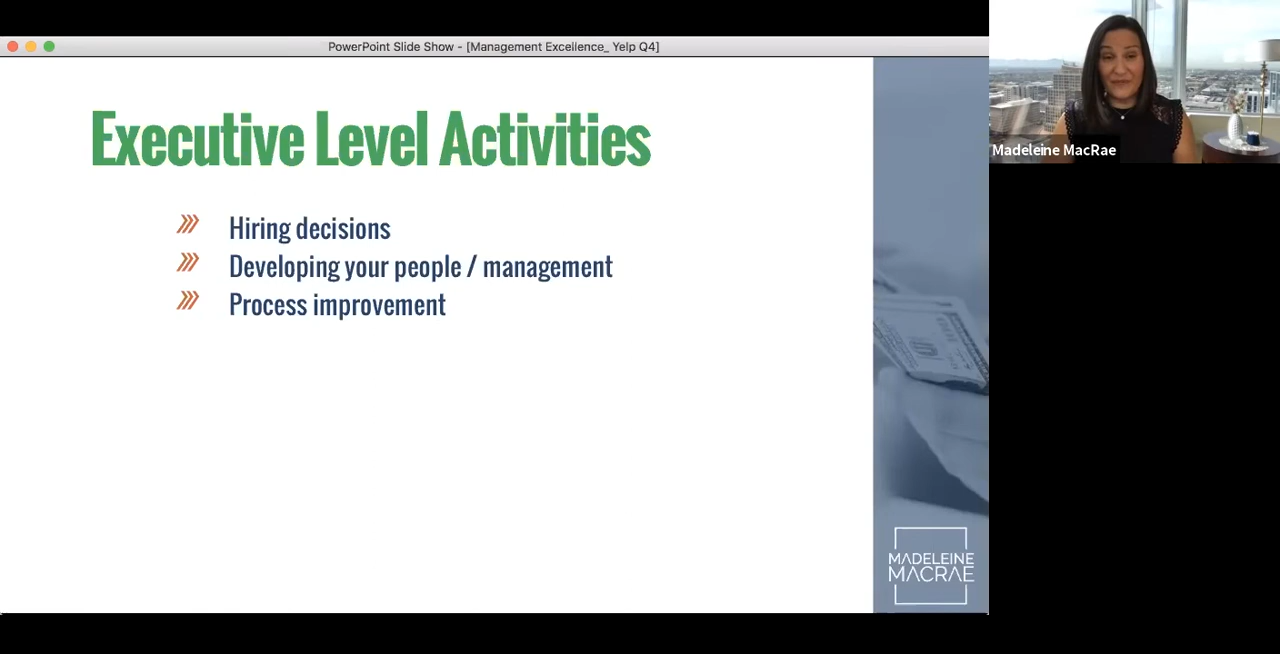 PowerPoint Slide Show - [Management Excellence_ Yelp Q4]
Executive Level Activities
Hiring decisions
Developing your people / management
Process improvement
MADELEINE
MACRAE
Madeleine MacRae